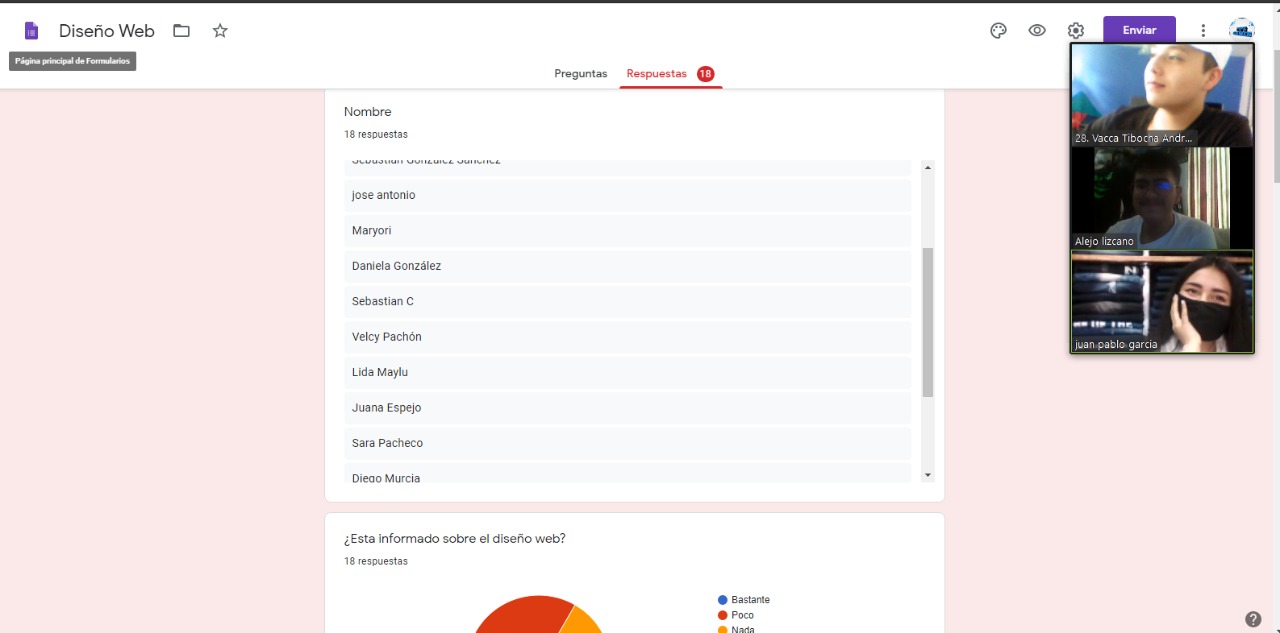 Diseño Web
Enviar
Página principal de Formularios
Preguntas
Respuestas 18
Nombre
18 respuestas
Sebastian González Sánchez
jose antonio
Maryori
Daniela González
Sebastian C
Velcy Pachón
Lida Maylu
Juana Espejo
Sara Pacheco
Diego Murcia
28. Vacca Tibocha Andr...
Alejo lizcano
juan pablo garcia
¿Esta informado sobre el diseño web?
18 respuestas
Bastante
Poco
Nada